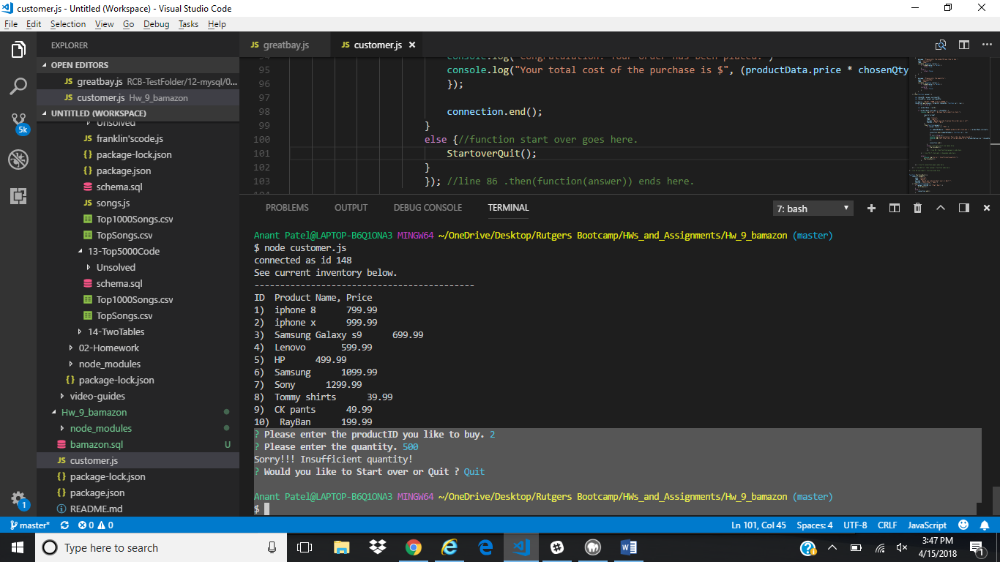 customer.js - Untitled (Workspace) - Visual Studio Code
File Edit Selection View Go Debug Tasks Help
EXPLORER
OPEN EDITORS
JS greatbay.js RCB-TestFolder/12-mysql/0...
JS customer.js Hw_9_bamazon
UNTITLED (WORKSPACE)
Unsolved
JS franklin'scode.js
{} package-lock.json
{} package.json
schema.sql
JS songs.js
Top1000Songs.csv
TopSongs.csv
13-Top5000Code
Unsolved
schema.sql
Top1000Songs.csv
TopSongs.csv
14-TwoTables
02-Homework
node_modules
{} package-lock.json
video-guides
Hw_9_bamazon
node_modules
bamazon.sql U
JS customer.js
{} package-lock.json
{} package.json
README.md
5k
1
JS greatbay.js
JS customer.js
94 console.log("Congratulation! Your order has been placed.")
95 console.log("Your total cost of the purchase is $", (productData.price * chosenQty
96 });
97
98 connection.end();
99 }
100 else {//function start over goes here.
101 StartoverQuit();
102 }
103 }); //line 86 .then(function(answer)) ends here.
PROBLEMS OUTPUT DEBUG CONSOLE TERMINAL
7: bash
Anant Patel@LAPTOP-B6Q1ONA3 MINGW64 ~/OneDrive/Desktop/Rutgers Bootcamp/HWs_and_Assignments/Hw_9_bamazon (master)
$ node customer.js
connected as id 148
See current inventory below.
-------------------------------------------
ID Product Name, Price
1) iphone 8 799.99
2) iphone x 999.99
3) Samsung Galaxy s9 699.99
4) Lenovo 599.99
5) HP 499.99
6) Samsung 1099.99
7) Sony 1299.99
8) Tommy shirts 39.99
9) CK pants 49.99
10) RayBan 199.99
? Please enter the productID you like to buy. 2
? Please enter the quantity. 500
Sorry!!! Insufficient quantity!
? Would you like to Start over or Quit ? Quit
Anant Patel@LAPTOP-B6Q1ONA3 MINGW64 ~/OneDrive/Desktop/Rutgers Bootcamp/HWs_and_Assignments/Hw_9_bamazon (master)
$
master* 0 0 Ln 101, Col 45 Spaces: 4 UTF-8 CRLF JavaScript
Type here to search
3:47 PM
4/15/2018
1